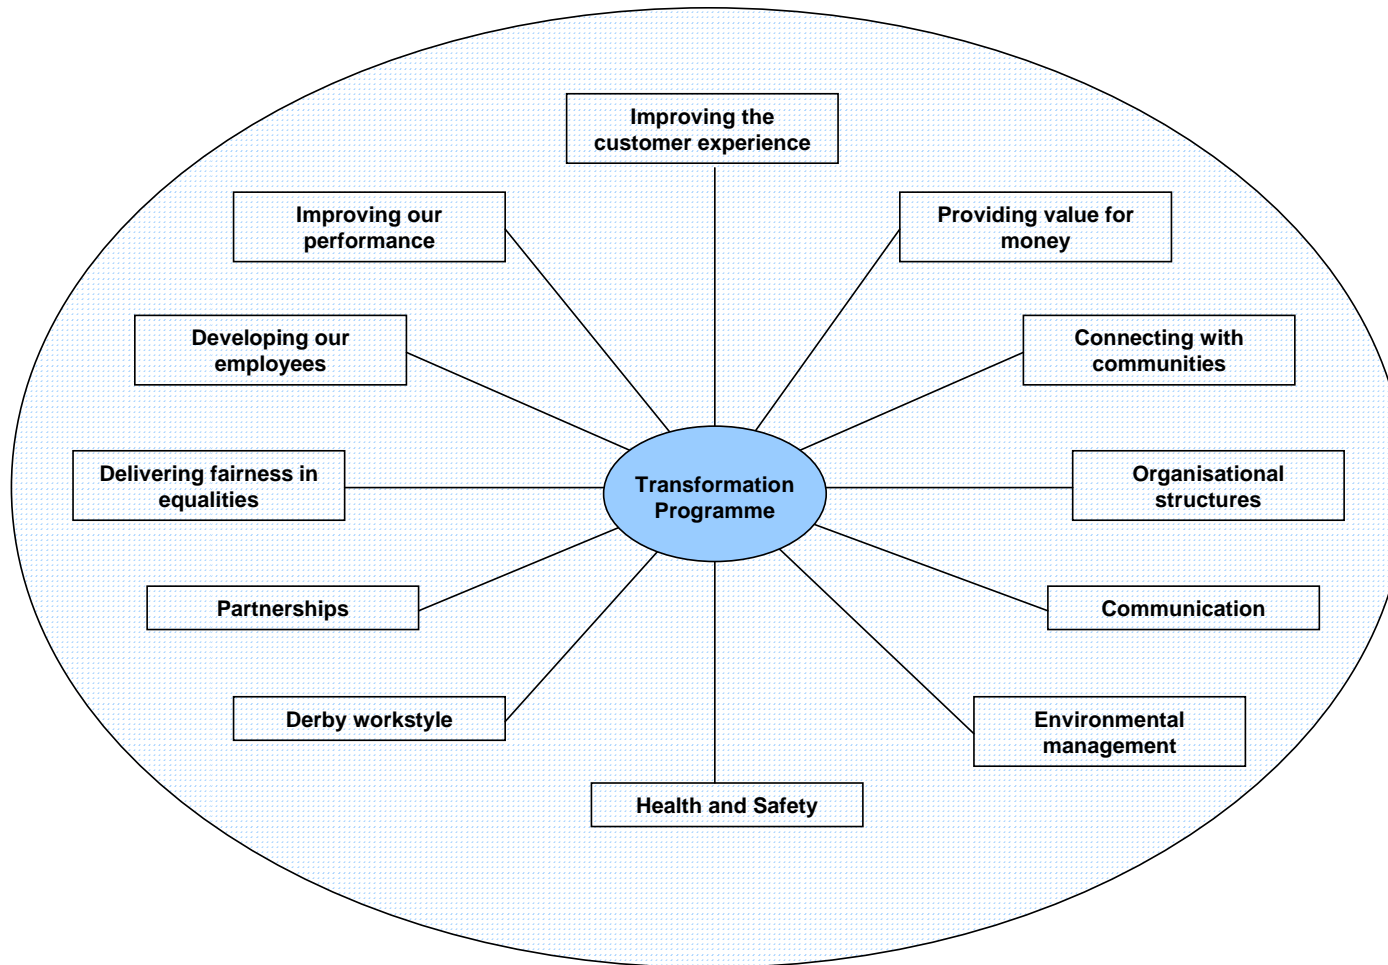 Improving the
customer experience
Improving our
performance
Providing value for
money
Developing our
employees
Connecting with
communities
Delivering fairness in
equalities
Transformation
Programme
Organisational
structures
Partnerships
Communication
Derby workstyle
Environmental
management
Health and Safety